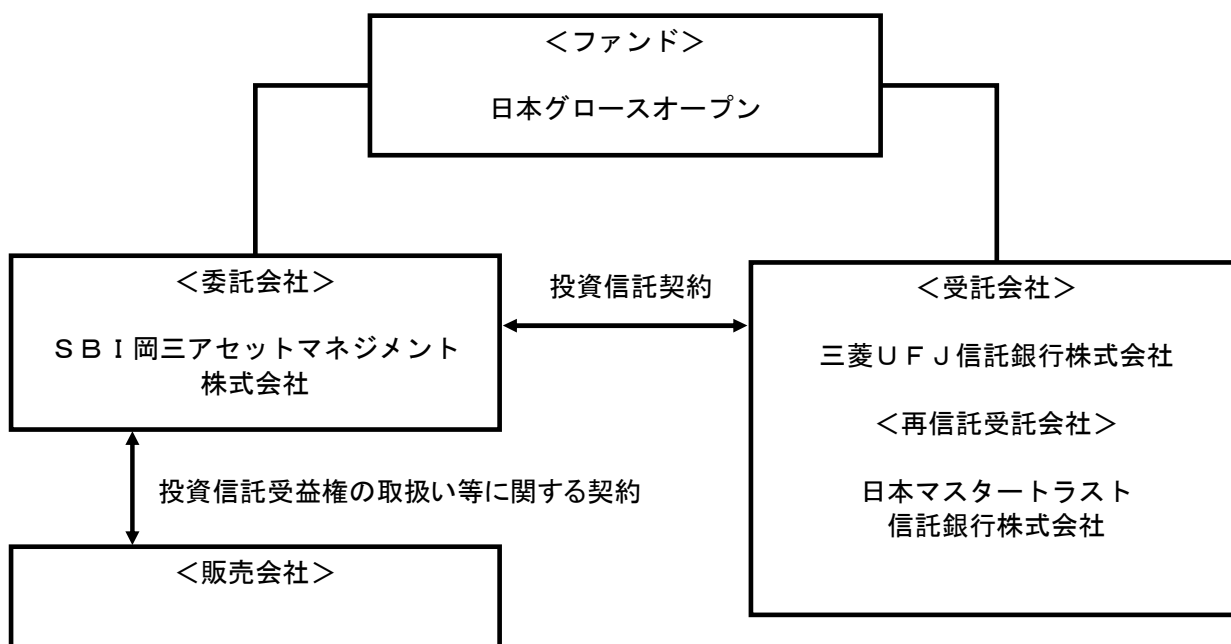 ＜ファンド＞
日本グロースオープン
＜委託会社＞
ＳＢＩ岡三アセットマネジメント
株式会社
投資信託契約
＜受託会社＞
三菱ＵＦＪ信託銀行株式会社
＜再信託受託会社＞
日本マスタートラスト
信託銀行株式会社
投資信託受益権の取扱い等に関する契約
＜販売会社＞